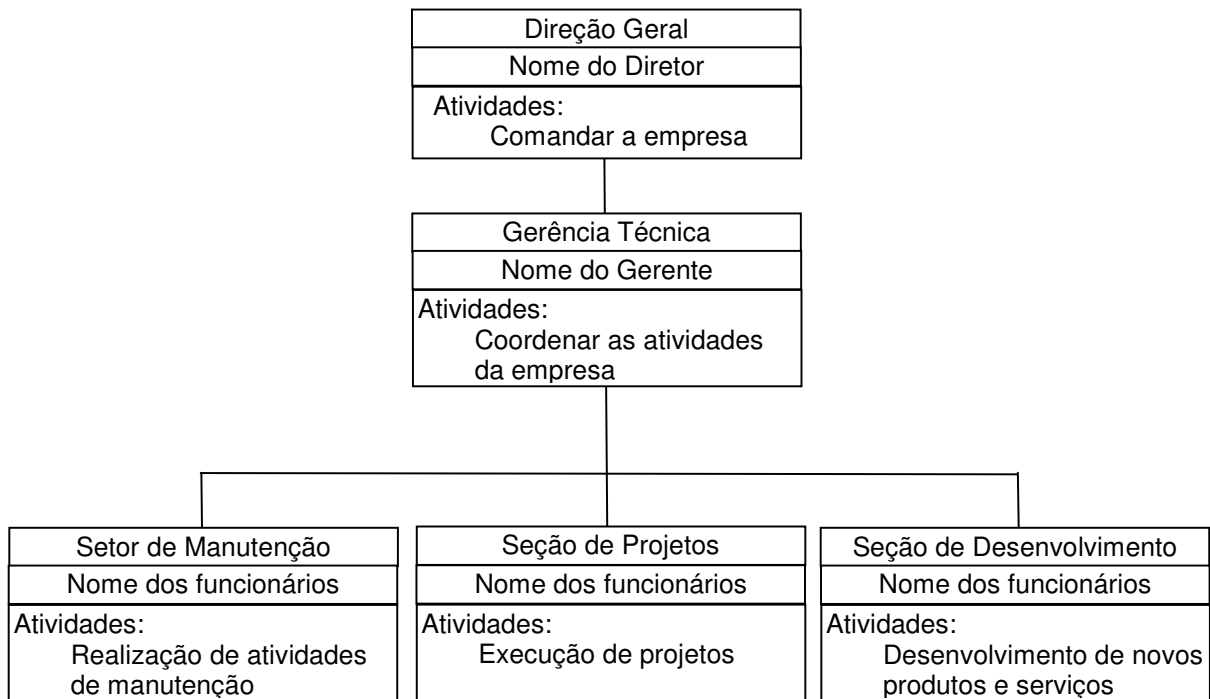 Direção Geral
Nome do Diretor
Atividades:
Comandar a empresa
Gerência Técnica
Nome do Gerente
Atividades:
Coordenar as atividades
da empresa
Setor de Manutenção
Nome dos funcionários
Atividades:
Realização de atividades
de manutenção
Seção de Projetos
Nome dos funcionários
Atividades:
Execução de projetos
Seção de Desenvolvimento
Nome dos funcionários
Atividades:
Desenvolvimento de novos
produtos e serviços